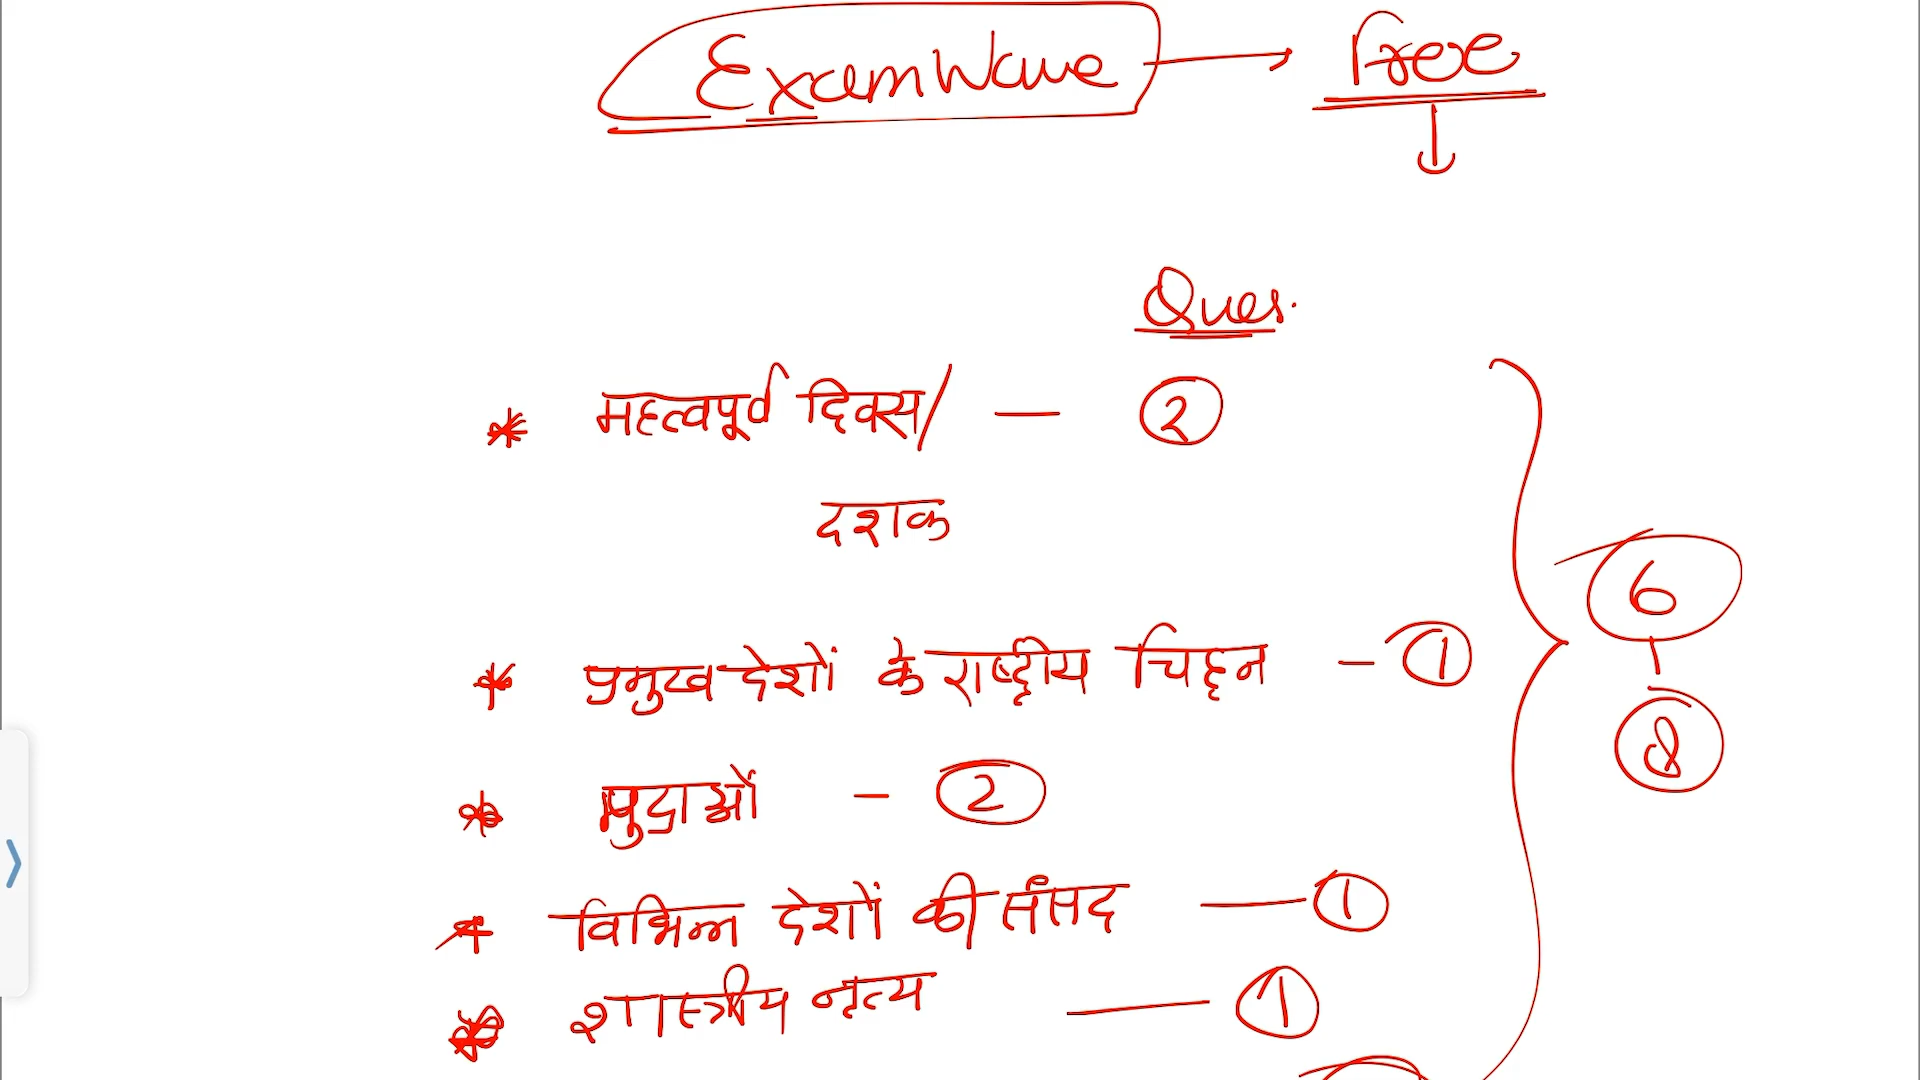 ExamWave → Free
Ques.
* महत्वपूर्व दिवस/ — 2
दशक
6
* प्रमुख देशों के राष्ट्रीय चिह्न - 1
8
* मुद्राओं - 2
* विभिन्न देशों की संसद — 1
* शास्त्रीय नृत्य — 1